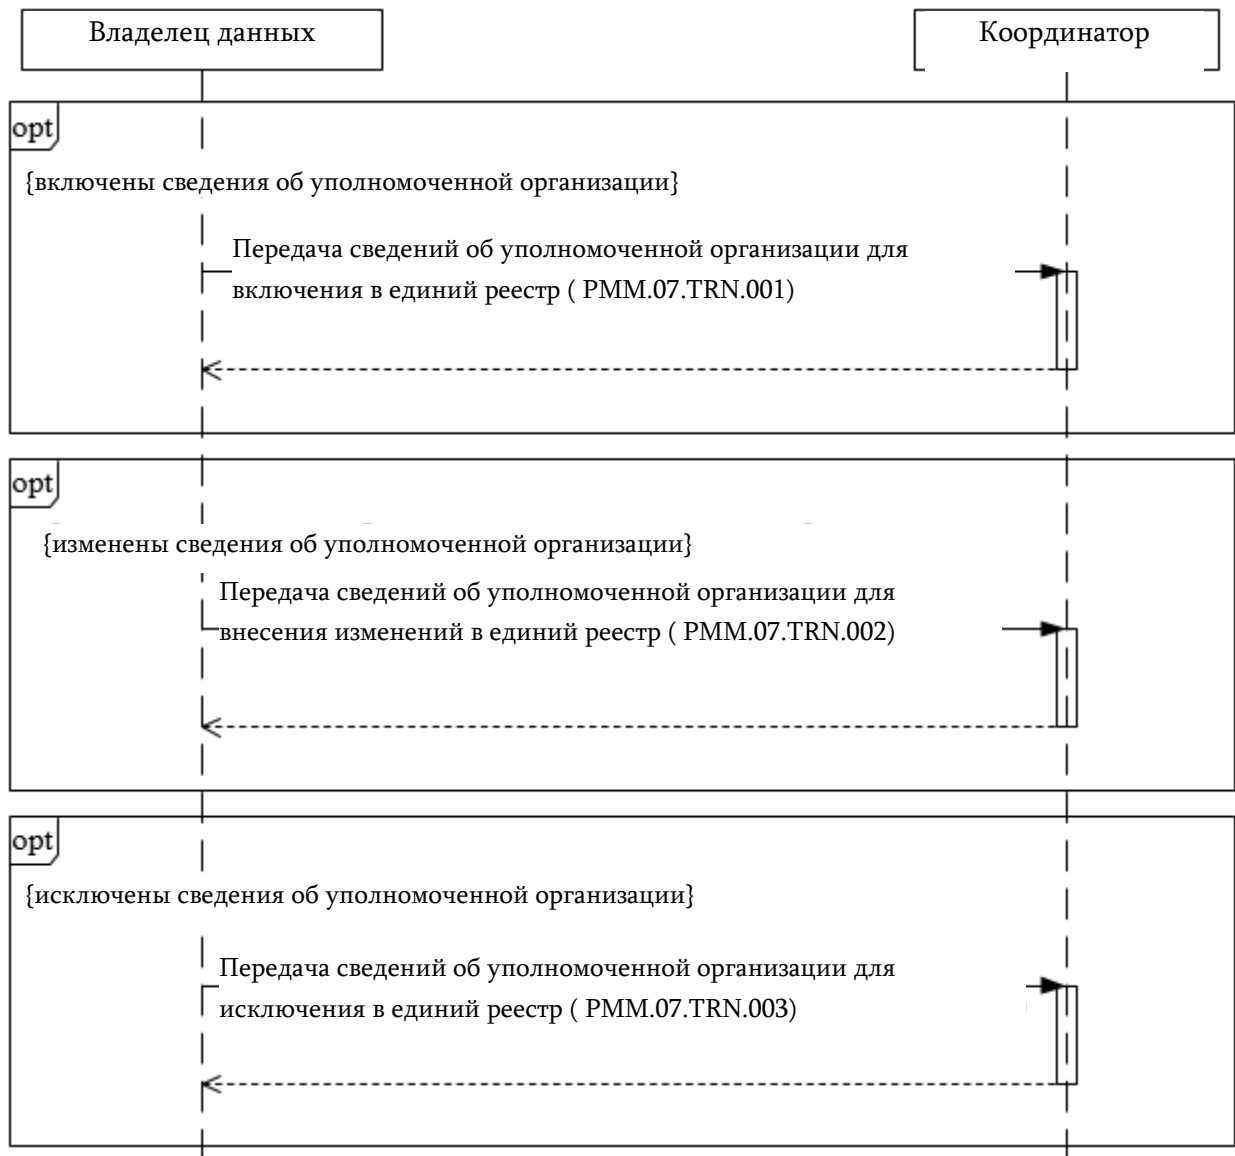 Владелец данных
Координатор
opt
{включены сведения об уполномоченной организации}
Передача сведений об уполномоченной организации для
включения в единий реестр ( PMM.07.TRN.001)
opt
{изменены сведения об уполномоченной организации}
Передача сведений об уполномоченной организации для
внесения изменений в единий реестр ( PMM.07.TRN.002)
opt
{исключены сведения об уполномоченной организации}
Передача сведений об уполномоченной организации для
исключения в единий реестр ( PMM.07.TRN.003)